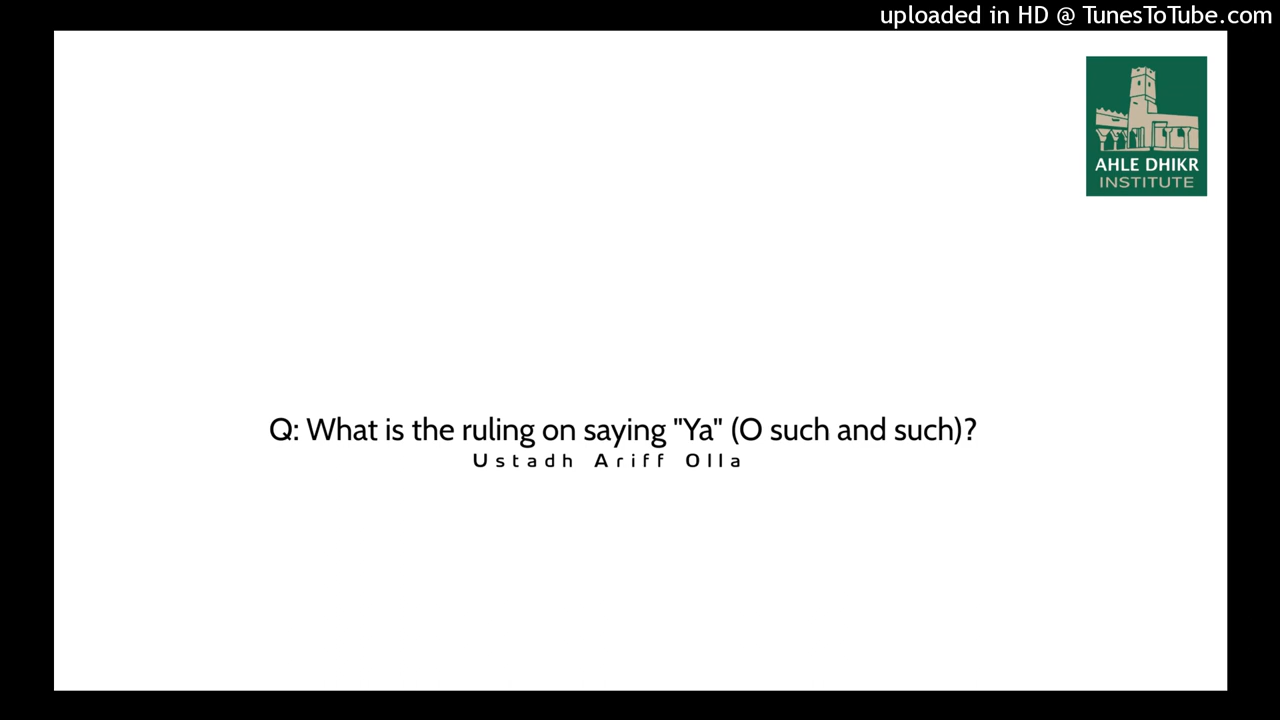 uploaded in HD @ TunesToTube.com
AHLE DHIKR
INSTITUTE
Q: What is the ruling on saying "Ya" (O such and such)?
Ustadh Ariff Olla